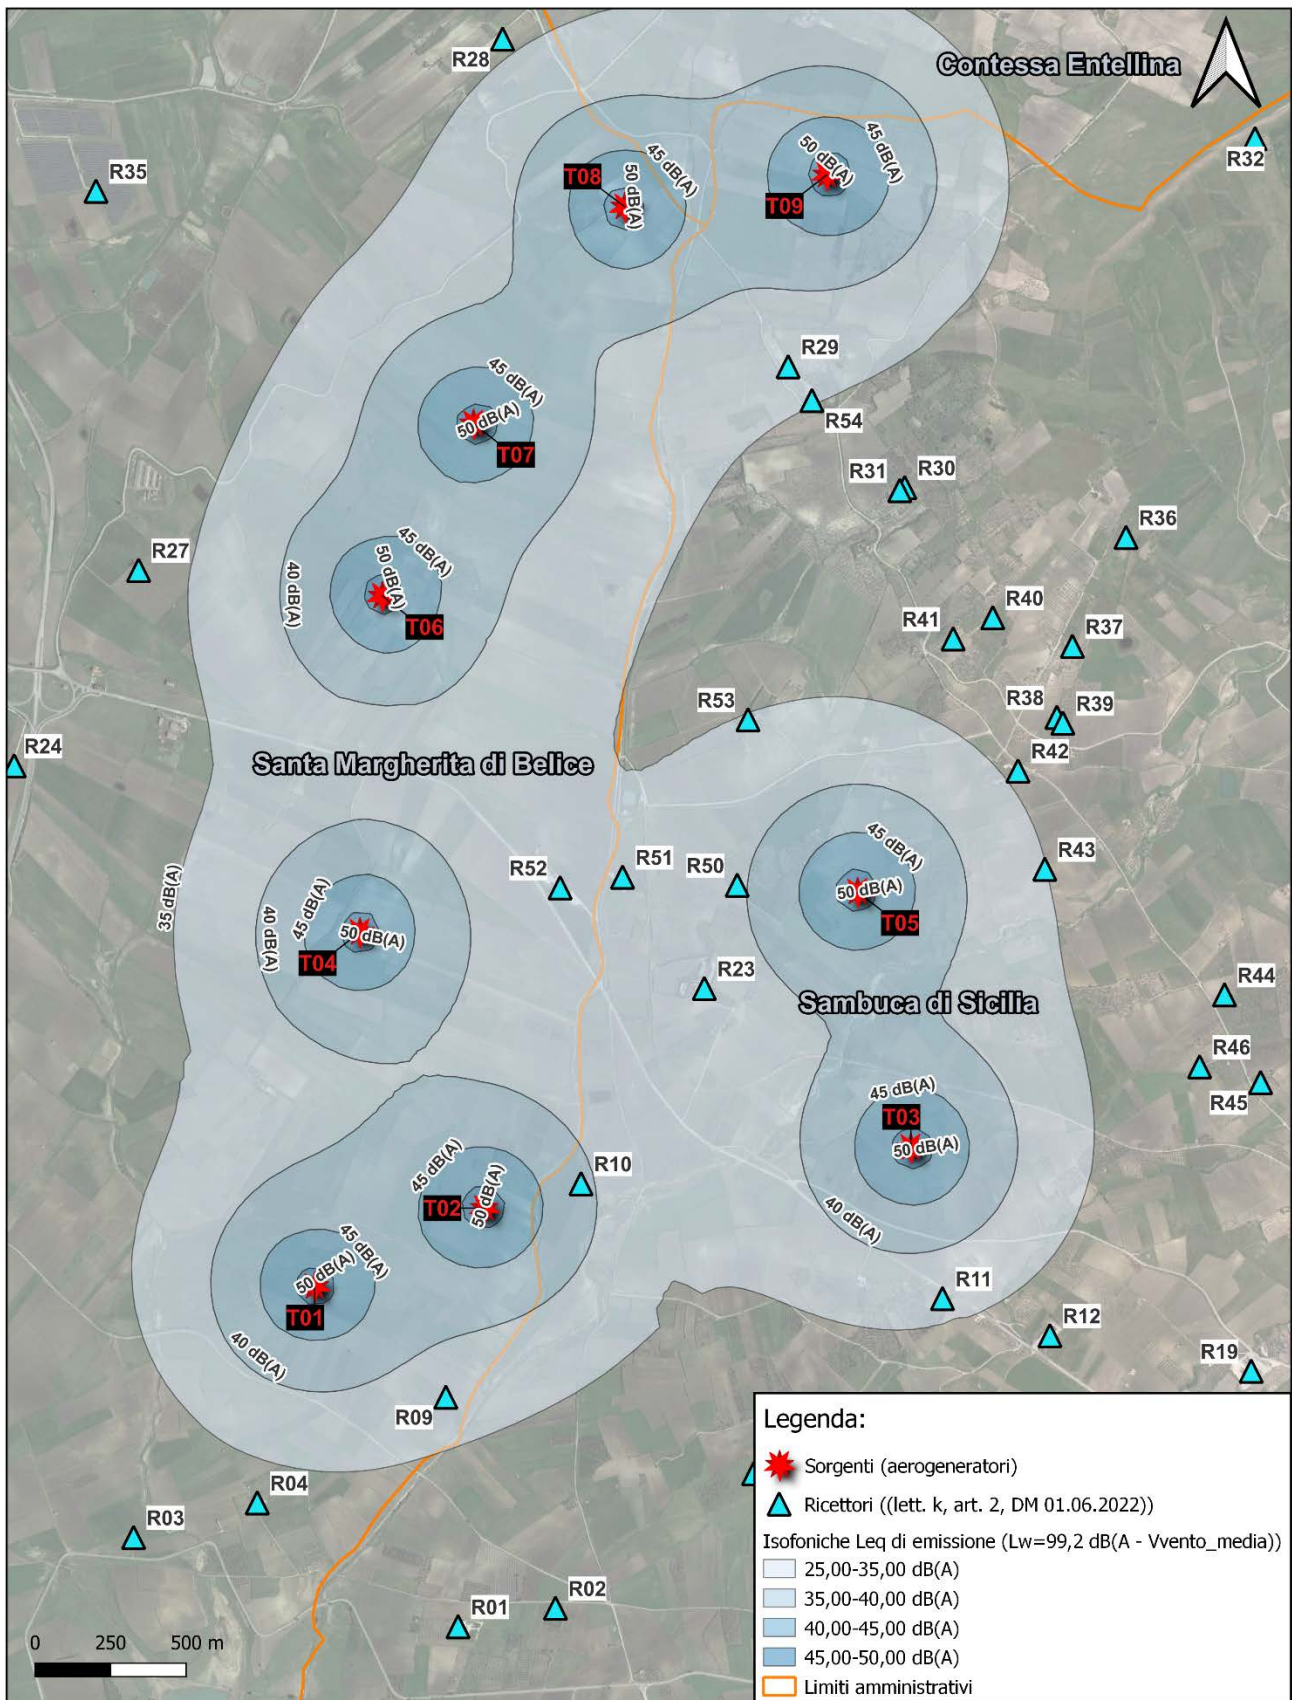 R28
Contessa Entellina
R32
R35
45 dB(A)
50 dB(A)
T08
45 dB(A)
50 dB(A)
T09
R29
R54
45 dB(A)
50 dB(A)
T07
R31
R30
R36
R27
45 dB(A)
50 dB(A)
40 dB(A)
T06
R41
R40
R37
R53
R38
R39
R24
R42
Santa Margherita di Belice
R52
R51
R50
45 dB(A)
50 dB(A)
T05
R43
35 dB(A)
40 dB(A)
45 dB(A)
50 dB(A)
T04
R23
Sambuca di Sicilia
R44
R46
R45
45 dB(A)
T03
50 dB(A)
40 dB(A)
R10
45 dB(A)
T02
50 dB(A)
45 dB(A)
50 dB(A)
T01
40 dB(A)
R11
R12
R19
R09
R04
R03
R01
R02
0 250 500 m
Legenda:
Sorgenti (aerogeneratori)
Ricettori ((lett. k, art. 2, DM 01.06.2022))
Isofoniche Leq di emissione (Lw=99,2 dB(A - Vvento_media))
25,00-35,00 dB(A)
35,00-40,00 dB(A)
40,00-45,00 dB(A)
45,00-50,00 dB(A)
Limiti amministrativi